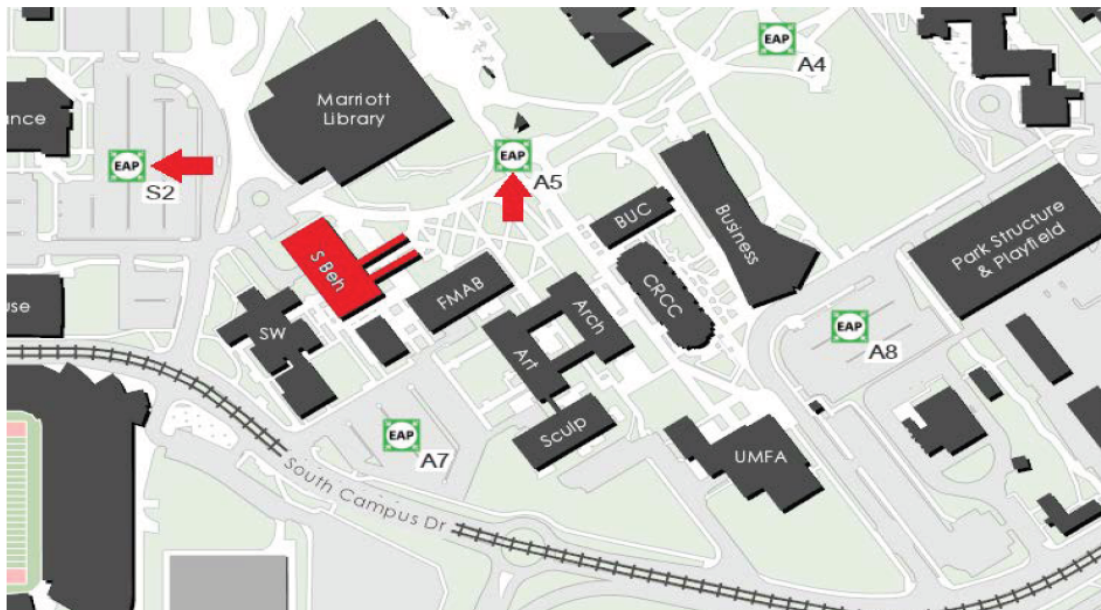 EAP
A4
ance
Marriott
Library
EAP
S2
EAP
A5
BUC
Business
Park Structure
& Playfield
S Beh
FMAB
CRCC
use
SW
Arch
Art
EAP
A8
EAP
A7
Sculp
UMFA
South Campus Dr